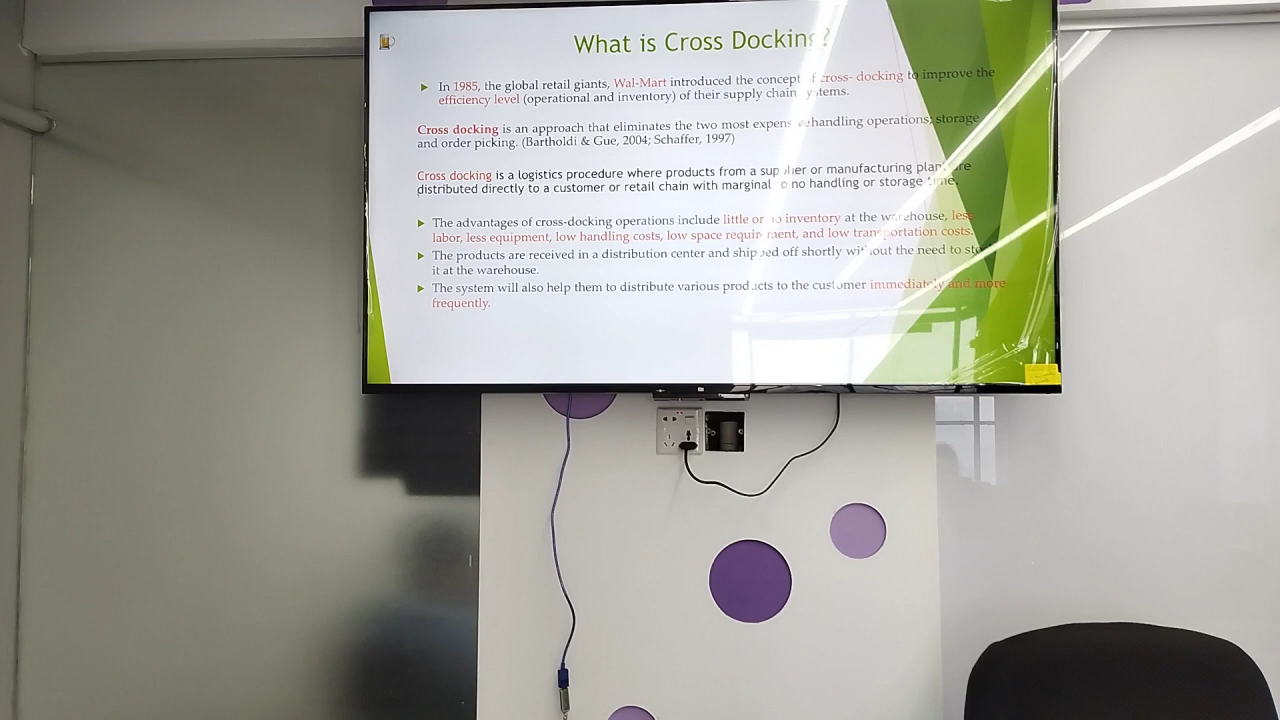 What is Cross Docking?
In 1985, the global retail giants, Wal-Mart introduced the concept of cross- docking to improve the
efficiency level (operational and inventory) of their supply chain systems.
Cross docking is an approach that eliminates the two most expensive handling operations; storage
and order picking. (Bartholdi & Gue, 2004; Schaffer, 1997)
Cross docking is a logistics procedure where products from a supplier or manufacturing plant are
distributed directly to a customer or retail chain with marginal to no handling or storage time.
The advantages of cross-docking operations include little or no inventory at the warehouse, less
labor, less equipment, low handling costs, low space requirement, and low transportation costs.
The products are received in a distribution center and shipped off shortly without the need to store
it at the warehouse.
The system will also help them to distribute various products to the customer immediately and more
frequently.